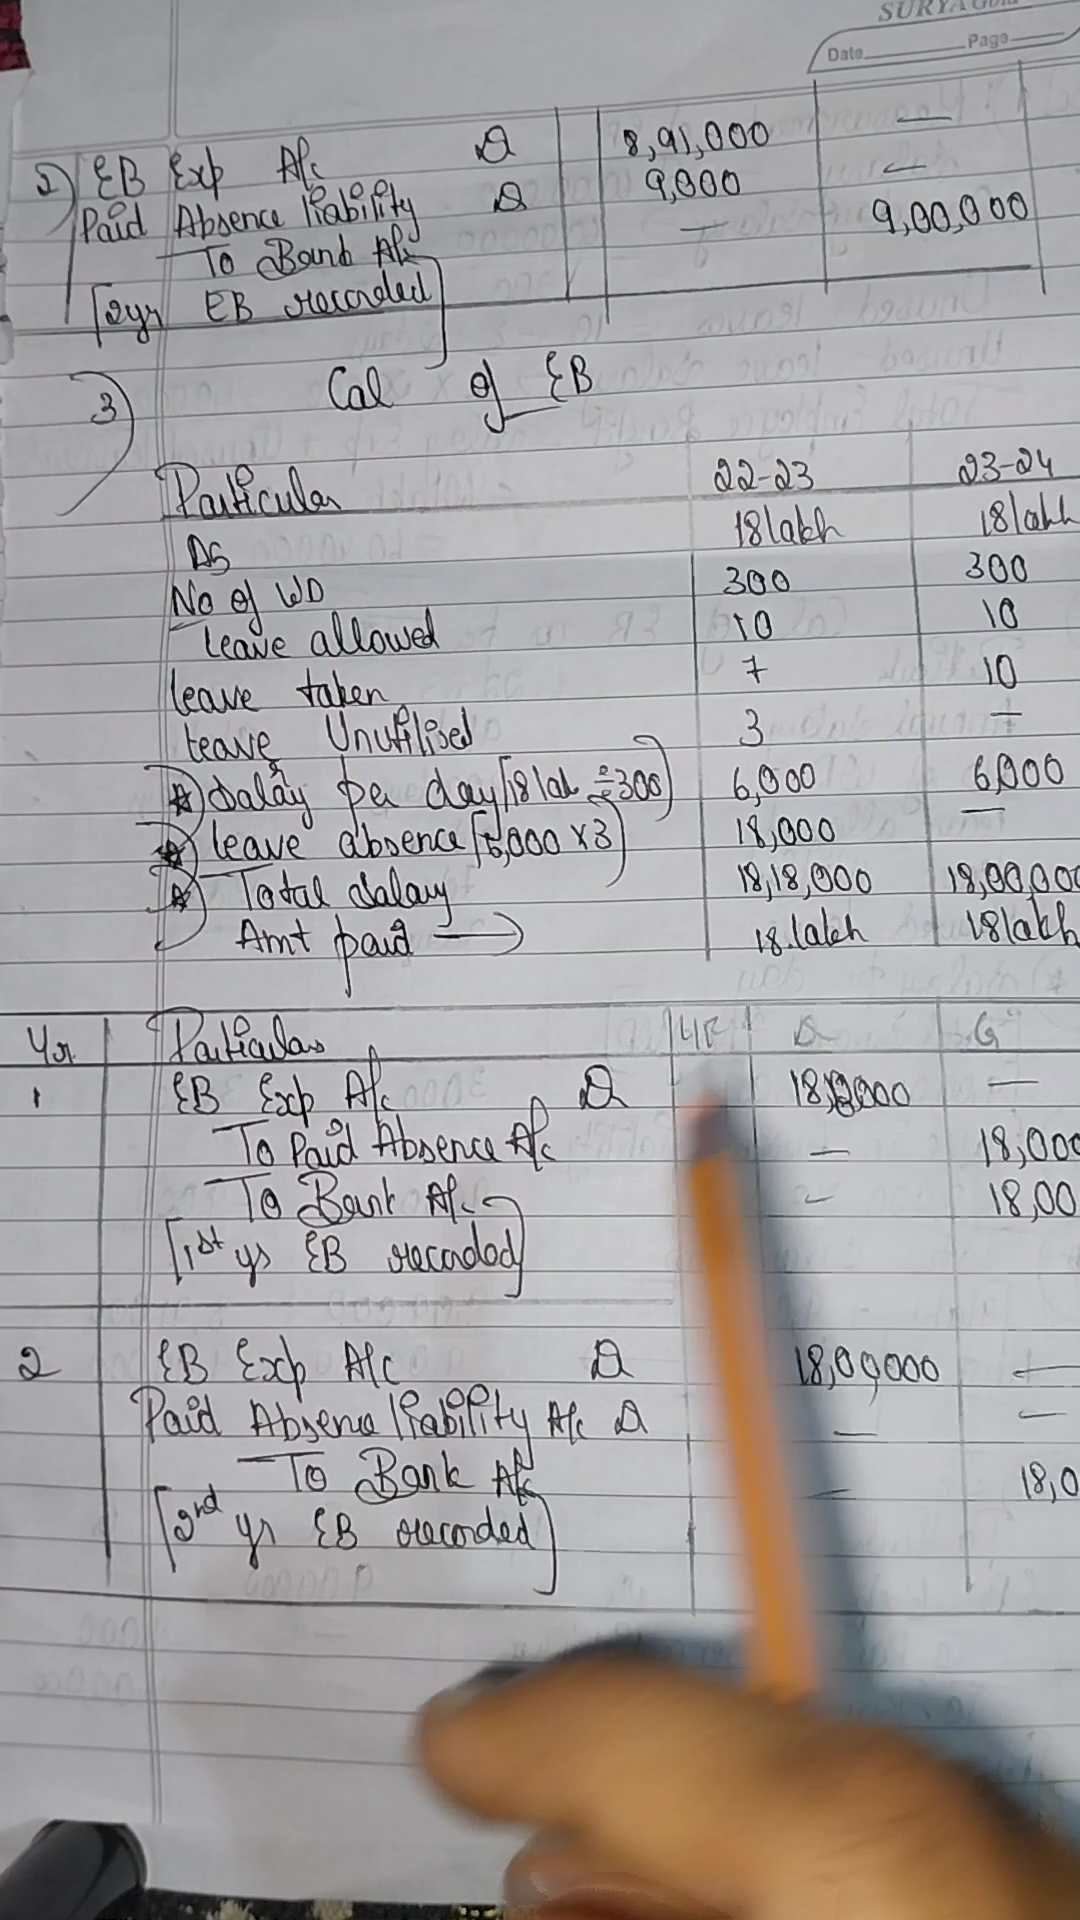 SURYA
Date Page
2) EB Exp A/c Dr 8,91,000 —
Paid Absence liability Dr 9,000 —
To Bank A/c — 9,00,000
[2yr EB recorded]
3) Cal of EB
Particular 22-23 23-24
AS 18lakh 18lakh
No of WD 300 300
leave allowed 10 10
leave taken 7 10
leave Unutilised 3 —
* Salary per day [18 lak ÷ 300] 6,000 6,000
* leave absence [6,000 × 3] 18,000 —
* Total Salary 18,18,000 18,00,000
Amt paid → 18.lakh 18lakh
Yr Particulars L/F Dr Cr
1 EB Exp A/c Dr —
To Paid Absence A/c — 18,000
To Bank A/c - 18,00
[1st yr EB recorded]
2 EB Exp A/c Dr 18,00,000 —
Paid Absence liability A/c Dr — —
To Bank A/c — 18,0
[2nd yr EB recorded]